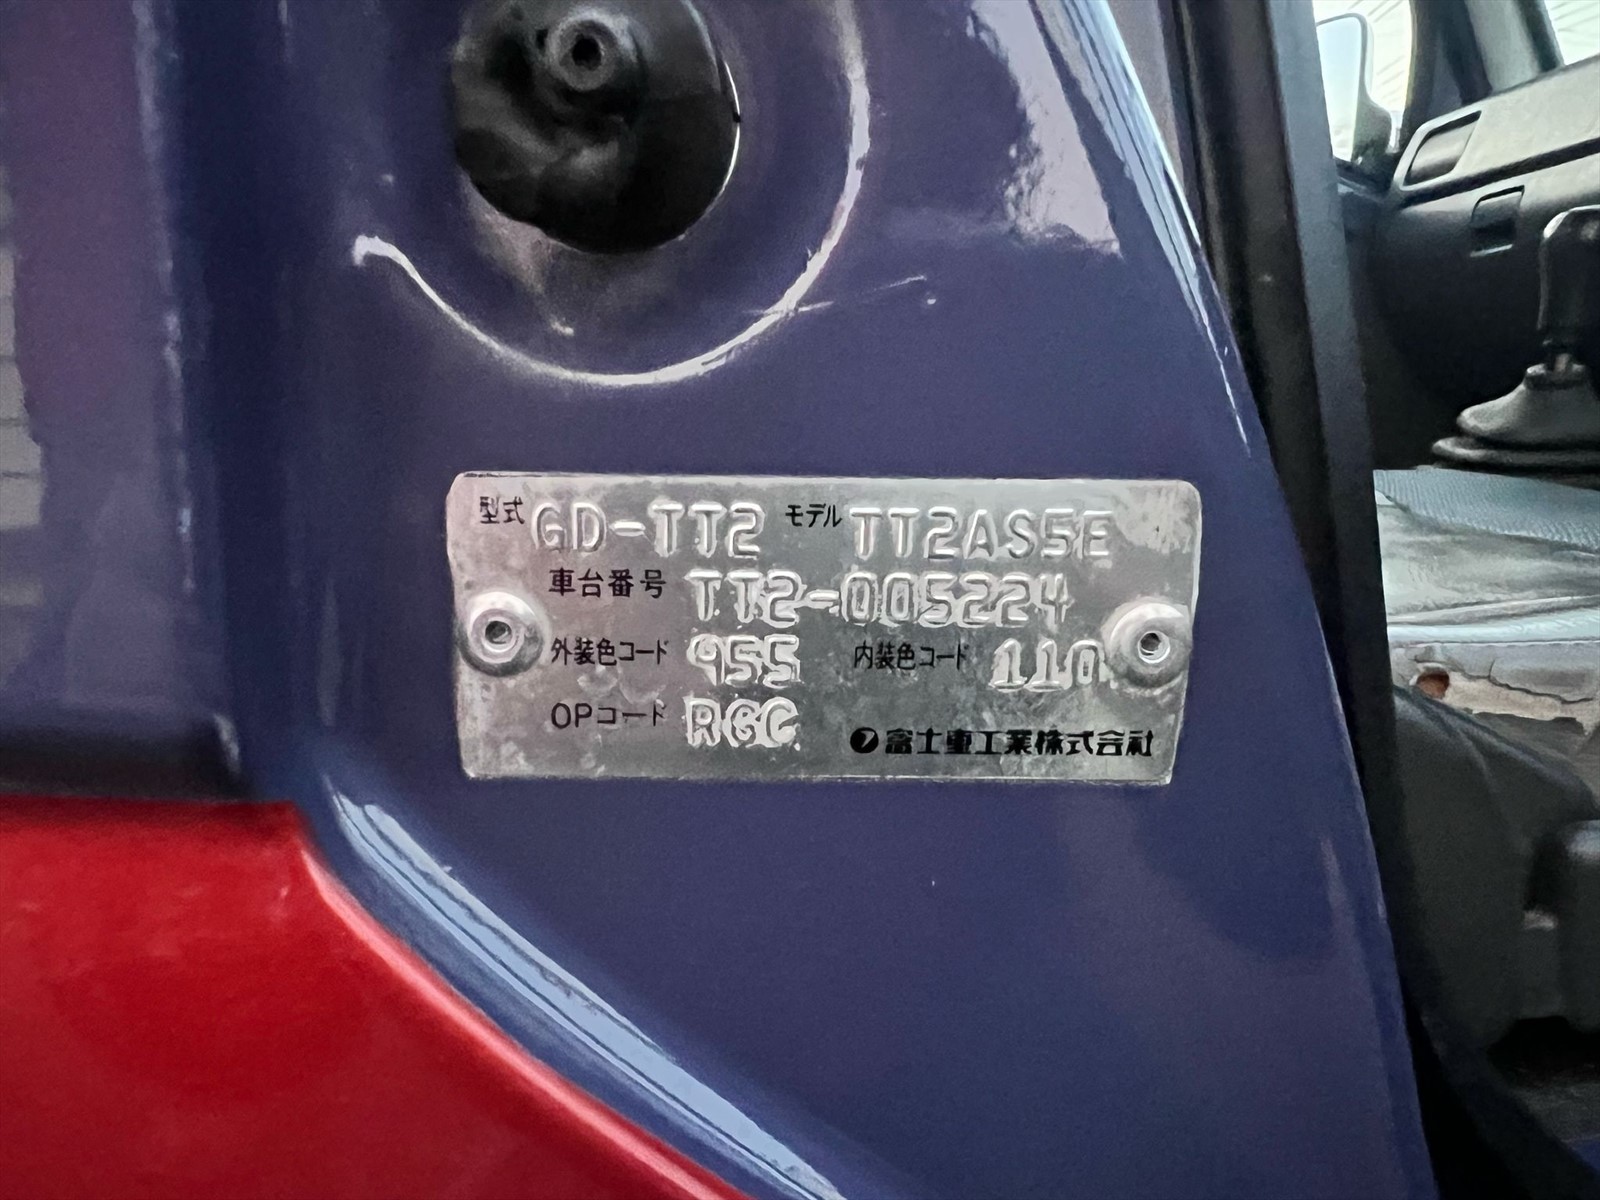 型式 GD-TT2 モデル TT2AS5E
車台番号 TT2-005224
外装色コード 955 内装色コード 110
OPコード RGC
富士重工業株式会社